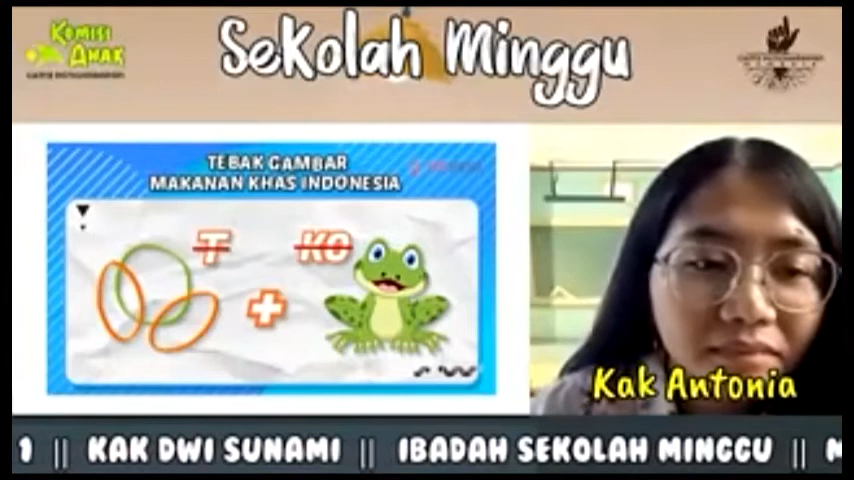 KOMISI
ANAK
Sekolah Minggu
TEBAK GAMBAR
MAKANAN KHAS INDONESIA
T
KO
+
Kak Antonia
1 || KAK DWI SUNAMI || IBADAH SEKOLAH MINGGU || M